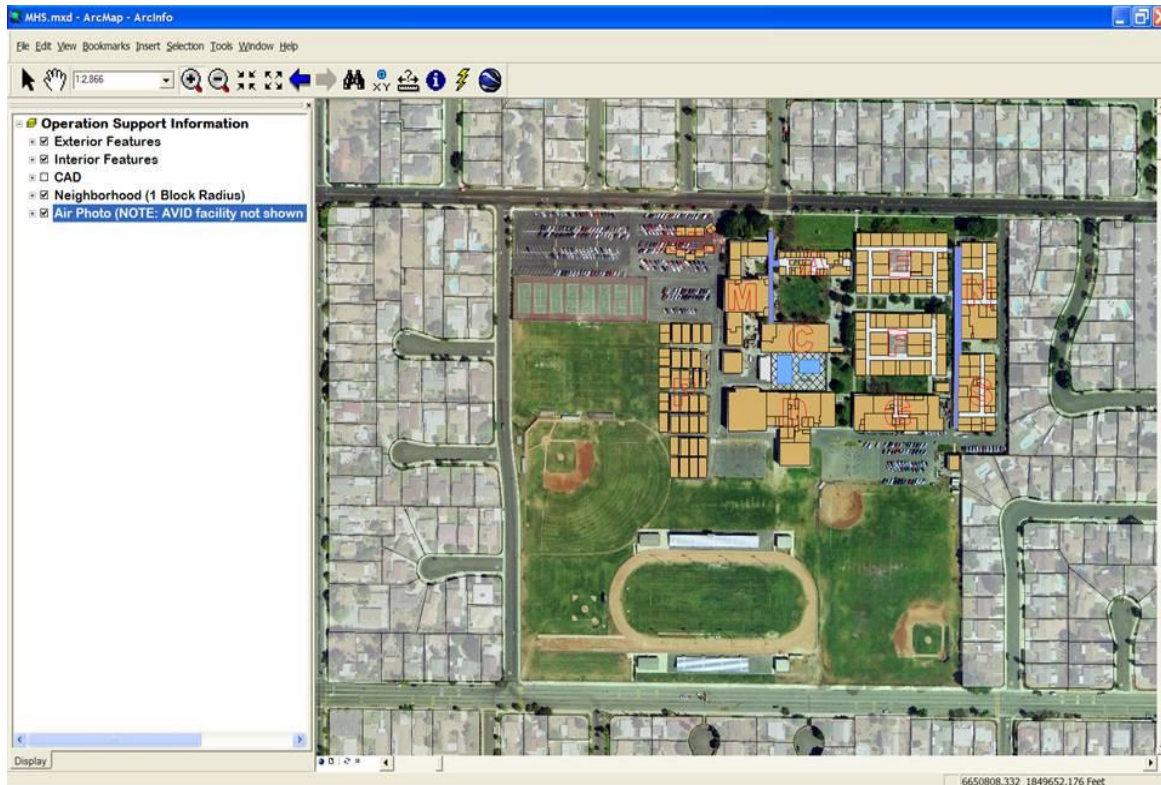 MHS.mxd - ArcMap - ArcInfo
File Edit View Bookmarks Insert Selection Tools Window Help
1:2,866
XY
Operation Support Information
Exterior Features
Interior Features
CAD
Neighborhood (1 Block Radius)
Air Photo (NOTE: AVID facility not shown
E
M
N
C
F
S
D
G
Display
6650808.332 1849652.176 Feet